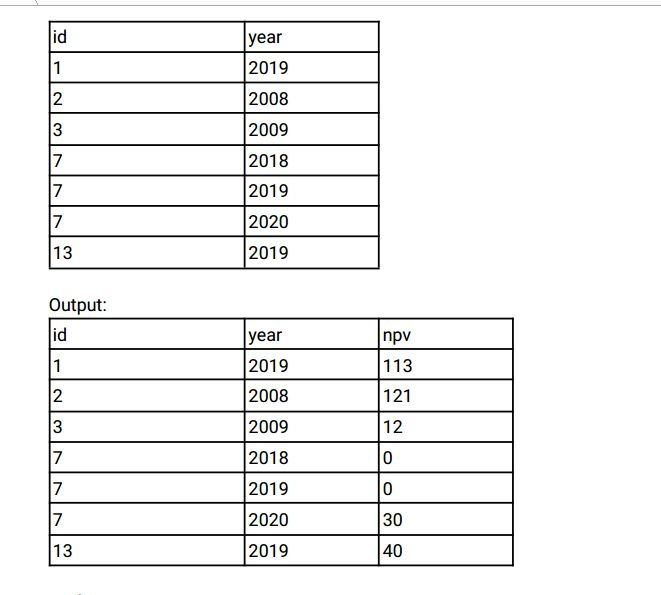 id year
1 2019
2 2008
3 2009
7 2018
7 2019
7 2020
13 2019
Output:
id year npv
1 2019 113
2 2008 121
3 2009 12
7 2018 0
7 2019 0
7 2020 30
13 2019 40